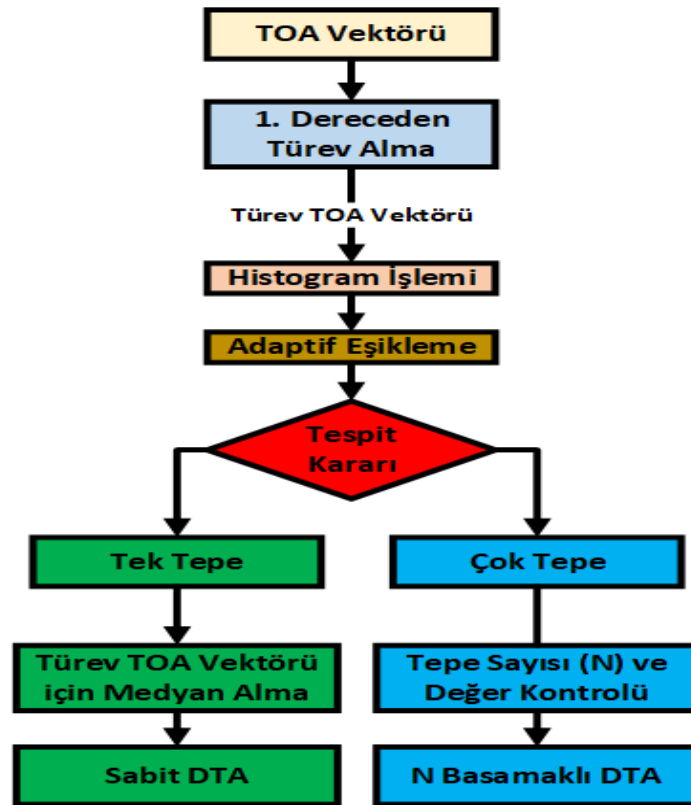 TOA Vektörü
1. Dereceden
Türev Alma
Türev TOA Vektörü
Histogram İşlemi
Adaptif Eşikleme
Tespit
Kararı
Tek Tepe
Çok Tepe
Türev TOA Vektörü
için Medyan Alma
Tepe Sayısı (N) ve
Değer Kontrolü
Sabit DTA
N Basamaklı DTA